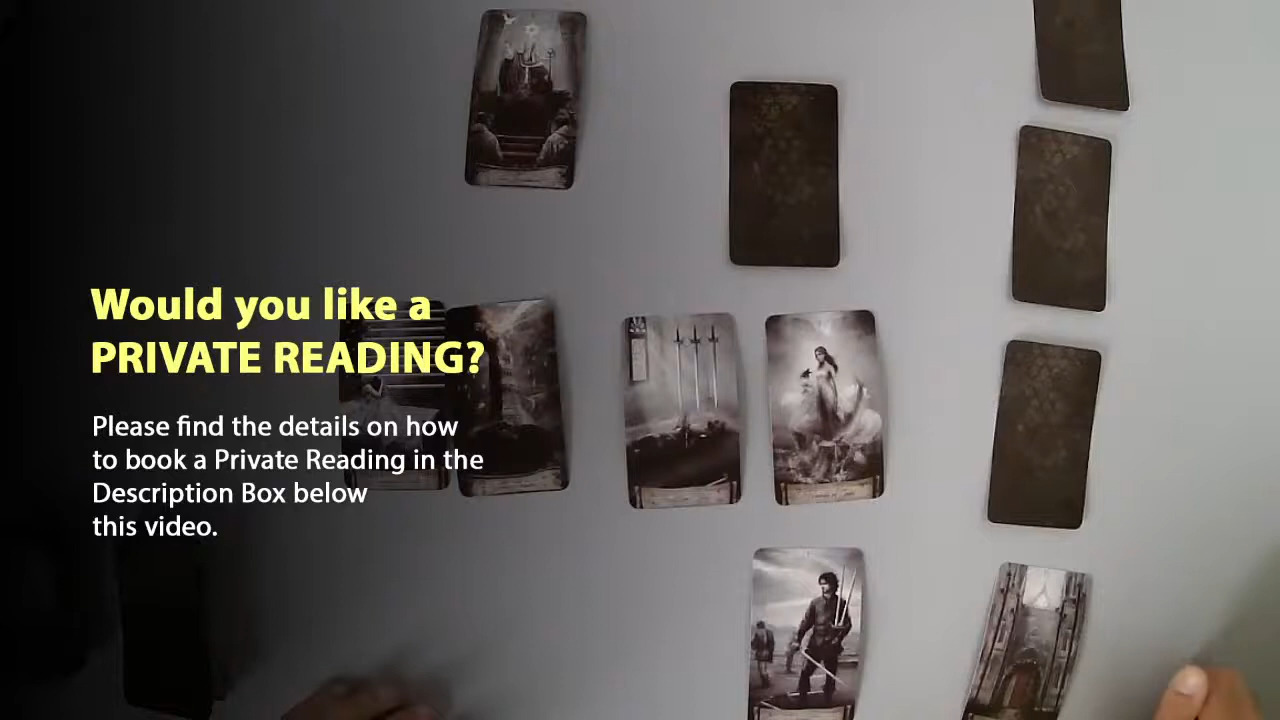 Would you like a
PRIVATE READING?
Please find the details on how
to book a Private Reading in the
Description Box below
this video.